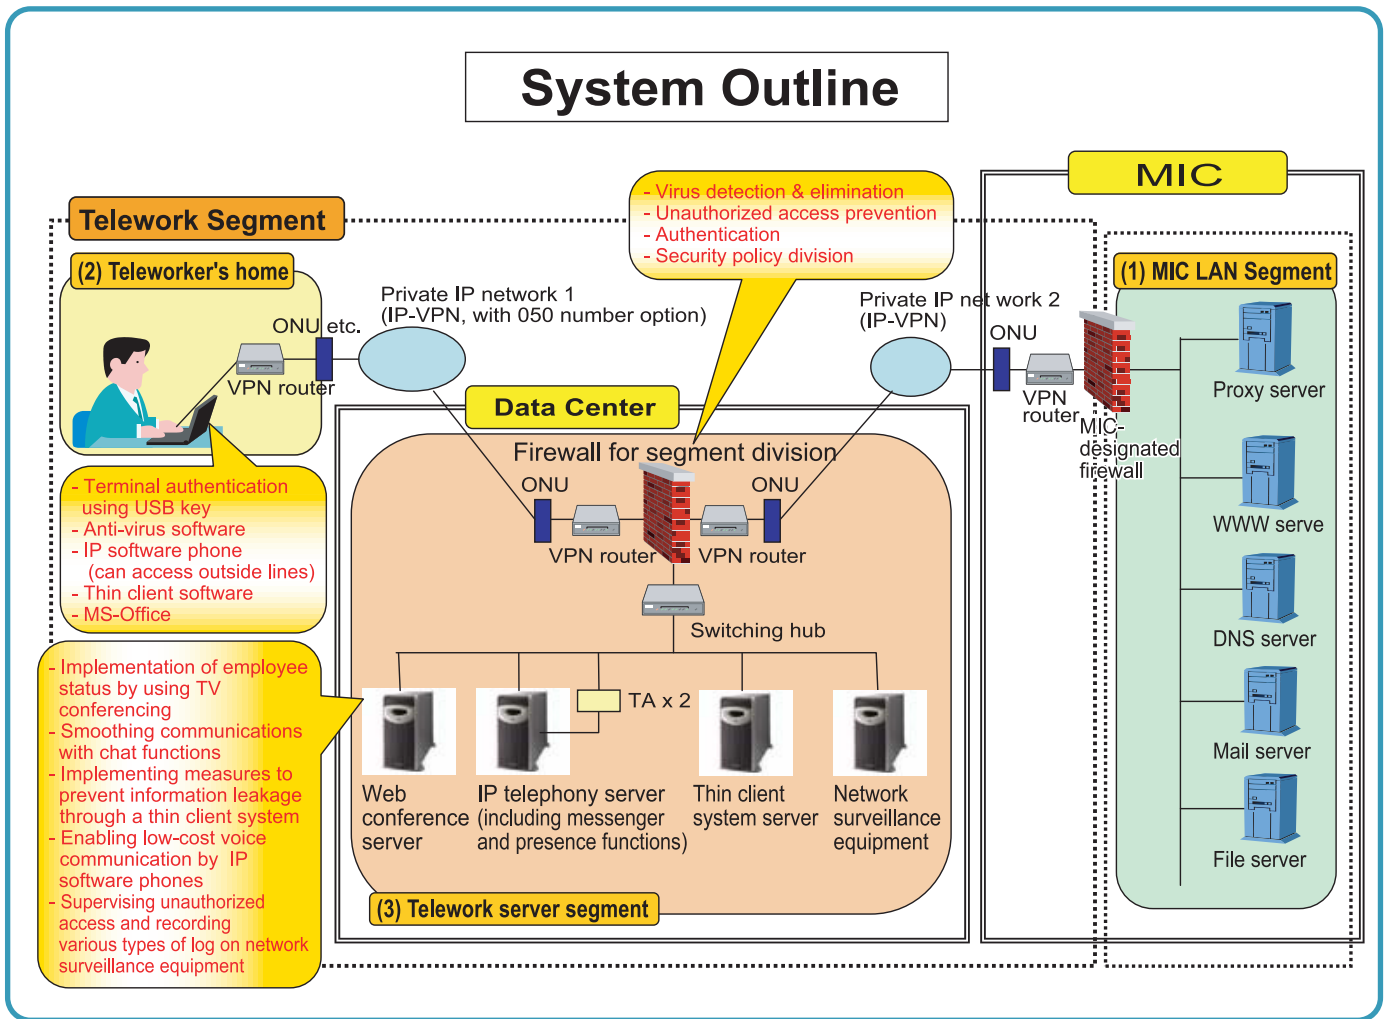 System Outline
MIC
- Virus detection & elimination
- Unauthorized access prevention
- Authentication
- Security policy division
Telework Segment
(2) Teleworker's home
(1) MIC LAN Segment
Private IP network 1
(IP-VPN, with 050 number option)
Private IP net work 2
(IP-VPN)
ONU etc.
VPN router
ONU
VPN
router
MIC-
designated
firewall
Proxy server
WWW serve
DNS server
Mail server
File server
Data Center
Firewall for segment division
ONU
ONU
VPN router
VPN router
Switching hub
TA x 2
- Terminal authentication
using USB key
- Anti-virus software
- IP software phone
(can access outside lines)
- Thin client software
- MS-Office
- Implementation of employee
status by using TV
conferencing
- Smoothing communications
with chat functions
- Implementing measures to
prevent information leakage
through a thin client system
- Enabling low-cost voice
communication by IP
software phones
- Supervising unauthorized
access and recording
various types of log on network
surveillance equipment
Web
conference
server
IP telephony server
(including messenger
and presence functions)
Thin client
system server
Network
surveillance
equipment
(3) Telework server segment